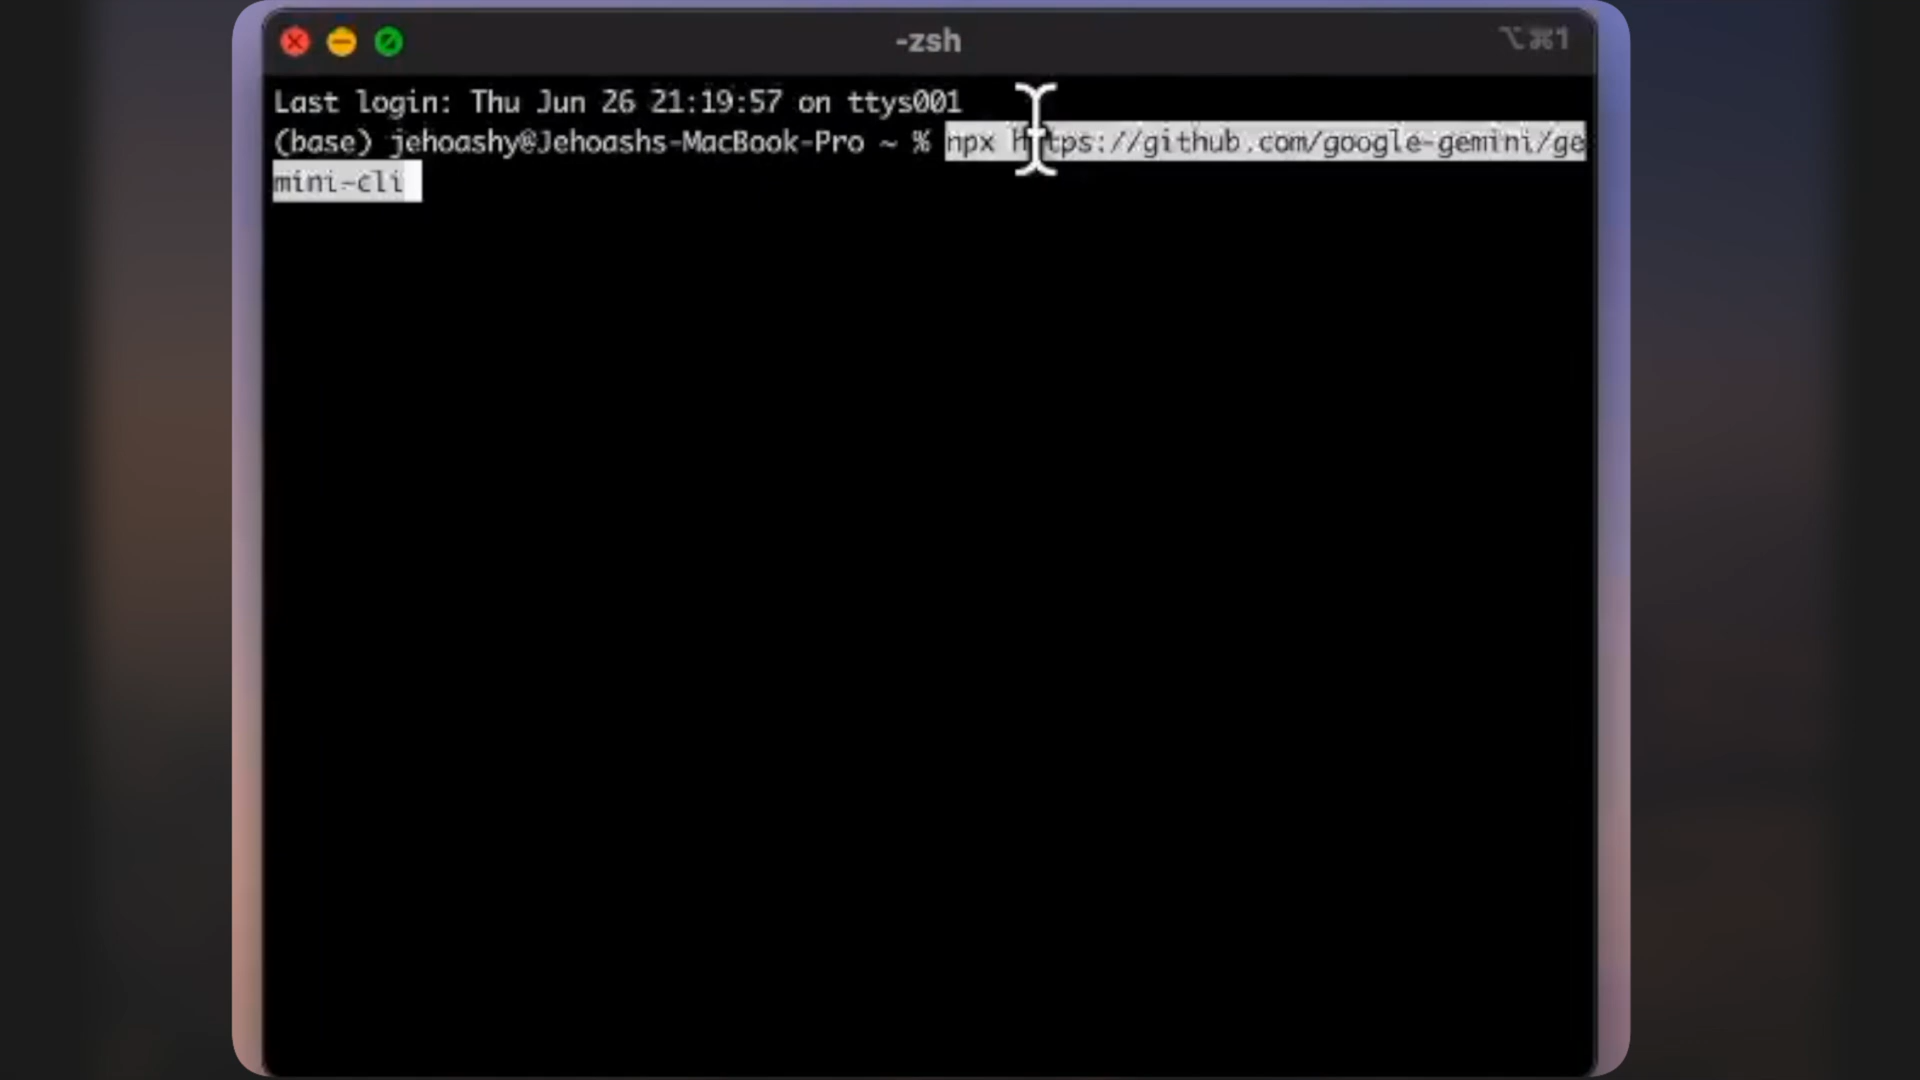 -zsh
⌥⌘1
Last login: Thu Jun 26 21:19:57 on ttys001
(base) jehoashy@Jehoashs-MacBook-Pro ~ % npx https://github.com/google-gemini/ge
mini-cli